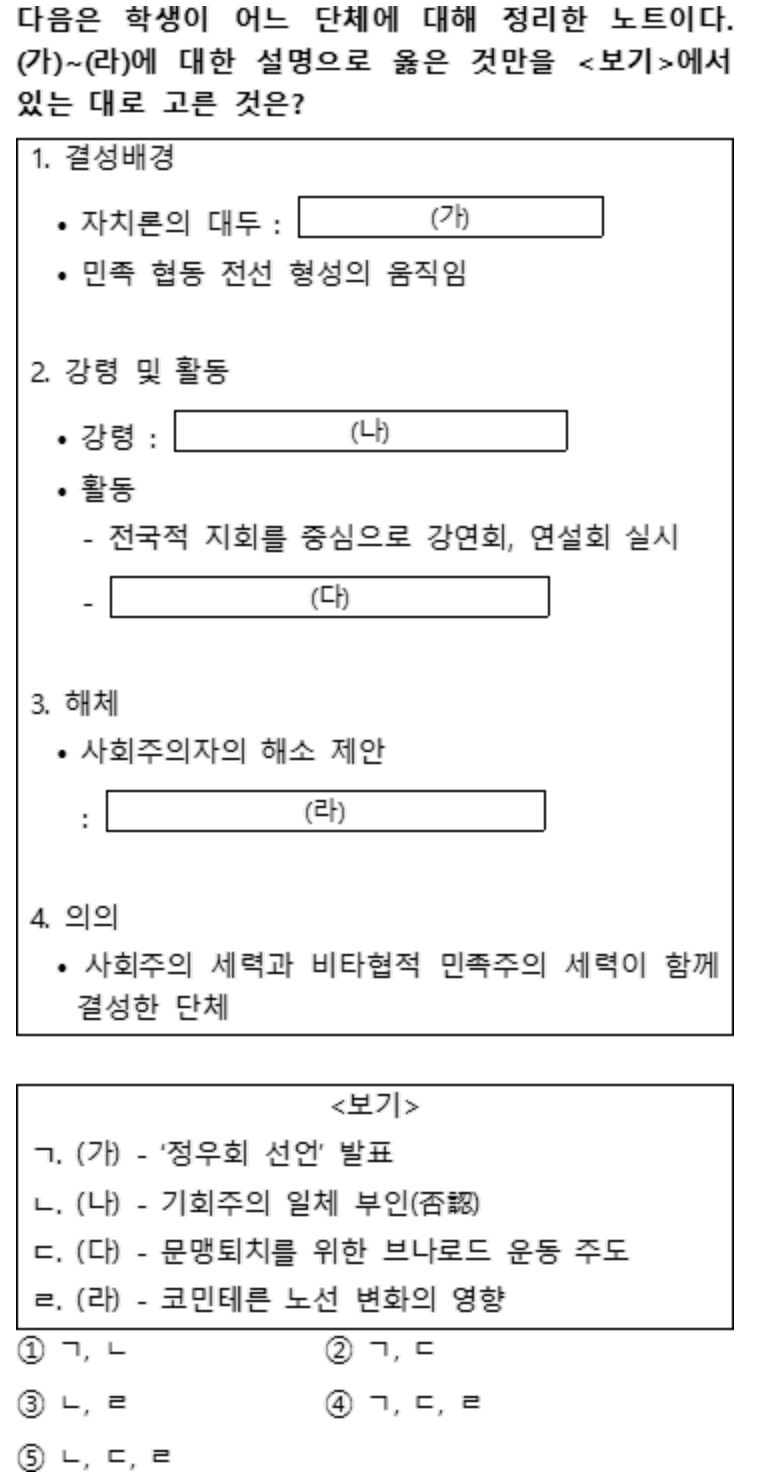 다음은 학생이 어느 단체에 대해 정리한 노트이다.
(가)~(라)에 대한 설명으로 옳은 것만을 <보기>에서
있는 대로 고른 것은?
1. 결성배경
• 자치론의 대두 : (가)
• 민족 협동 전선 형성의 움직임
2. 강령 및 활동
• 강령 : (나)
• 활동
- 전국적 지회를 중심으로 강연회, 연설회 실시
- (다)
3. 해체
• 사회주의자의 해소 제안
: (라)
4. 의의
• 사회주의 세력과 비타협적 민족주의 세력이 함께
결성한 단체
<보기>
ㄱ. (가) - ‘정우회 선언’ 발표
ㄴ. (나) - 기회주의 일체 부인(否認)
ㄷ. (다) - 문맹퇴치를 위한 브나로드 운동 주도
ㄹ. (라) - 코민테른 노선 변화의 영향
① ㄱ, ㄴ ② ㄱ, ㄷ
③ ㄴ, ㄹ ④ ㄱ, ㄷ, ㄹ
⑤ ㄴ, ㄷ, ㄹ